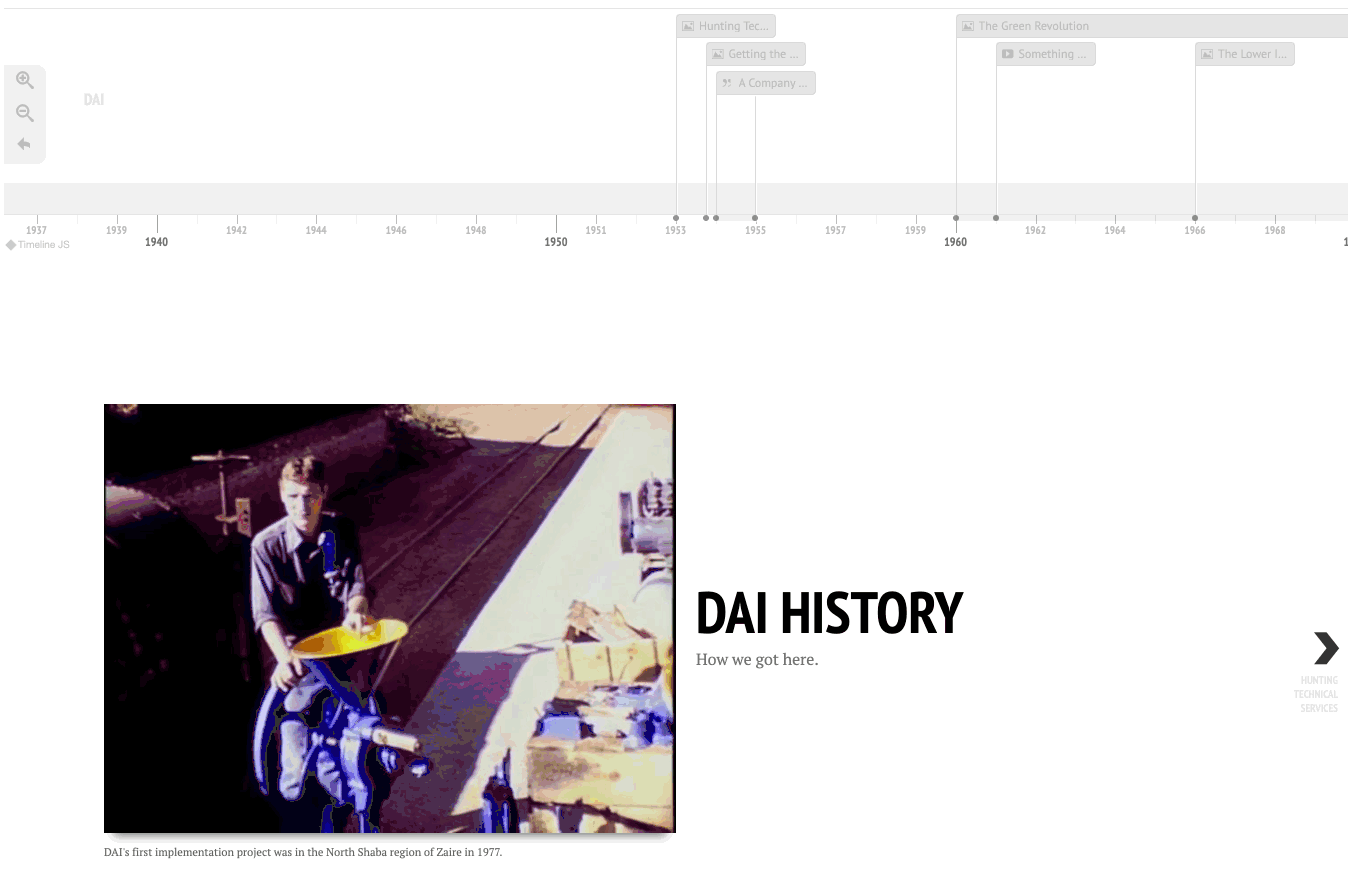 Hunting Tec...
The Green Revolution
Getting the ...
Something ...
The Lower I...
A Company ...
DAI
1937
1939
1940
1942
1944
1946
1948
1950
1951
1953
1955
1957
1959
1960
1962
1964
1966
1968
1
Timeline JS
DAI HISTORY
How we got here.
HUNTING
TECHNICAL
SERVICES
DAI's first implementation project was in the North Shaba region of Zaire in 1977.